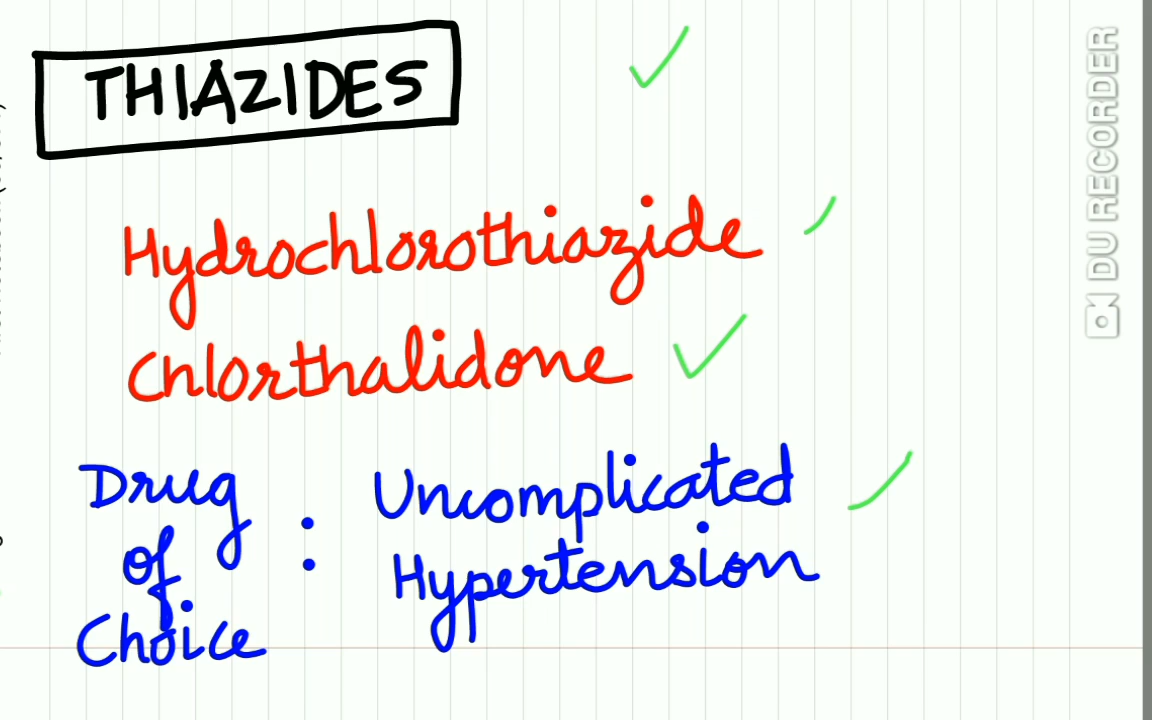 THIAZIDES
Hydrochlorothiazide
Chlorthalidone
Drug of Choice : Uncomplicated Hypertension
DU RECORDER